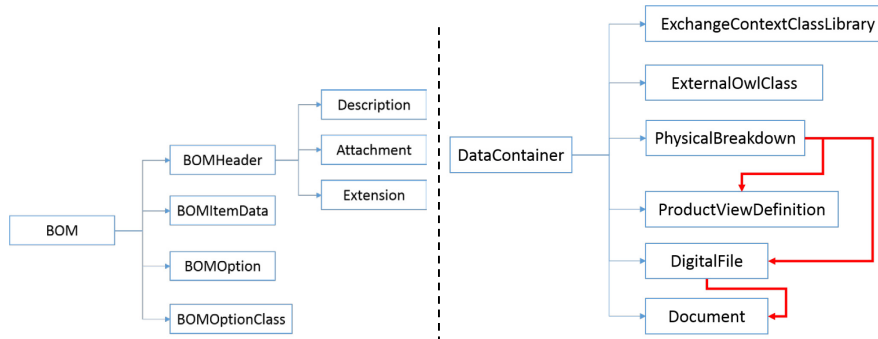 BOM
BOMHeader
BOMItemData
BOMOption
BOMOptionClass
Description
Attachment
Extension
DataContainer
ExchangeContextClassLibrary
ExternalOwlClass
PhysicalBreakdown
ProductViewDefinition
DigitalFile
Document